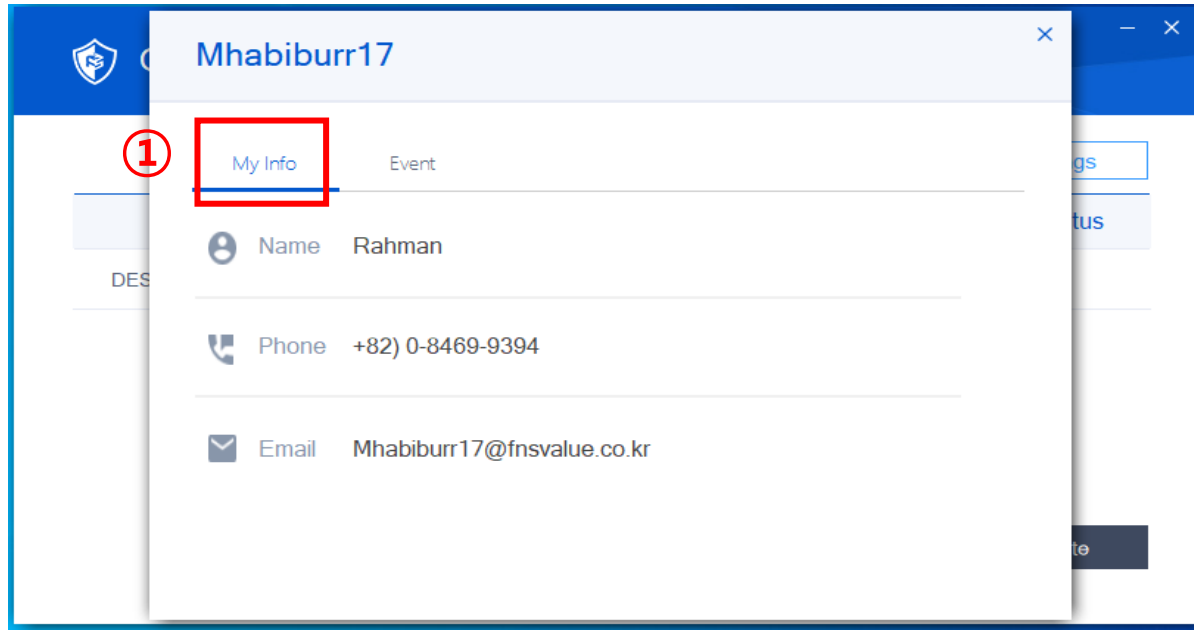 Mhabiburr17
①
My Info
Event
gs
tus
Name Rahman
DES
Phone +82) 0-8469-9394
Email Mhabiburr17@fnsvalue.co.kr
te